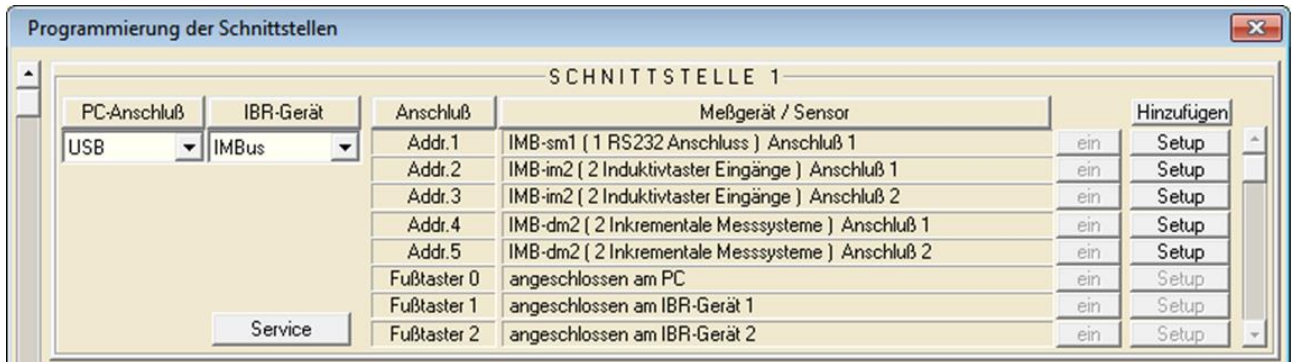 Programmierung der Schnittstellen
SCHNITTSTELLE 1
PC-Anschluß IBR-Gerät Anschluß Meßgerät / Sensor Hinzufügen
USB IMBus Addr.1 IMB-sm1 ( 1 RS232 Anschluss ) Anschluß 1 ein Setup
Addr.2 IMB-im2 ( 2 Induktivtaster Eingänge ) Anschluß 1 ein Setup
Addr.3 IMB-im2 ( 2 Induktivtaster Eingänge ) Anschluß 2 ein Setup
Addr.4 IMB-dm2 ( 2 Inkrementale Messsysteme ) Anschluß 1 ein Setup
Addr.5 IMB-dm2 ( 2 Inkrementale Messsysteme ) Anschluß 2 ein Setup
Fußtaster 0 angeschlossen am PC ein Setup
Fußtaster 1 angeschlossen am IBR-Gerät 1 ein Setup
Service Fußtaster 2 angeschlossen am IBR-Gerät 2 ein Setup